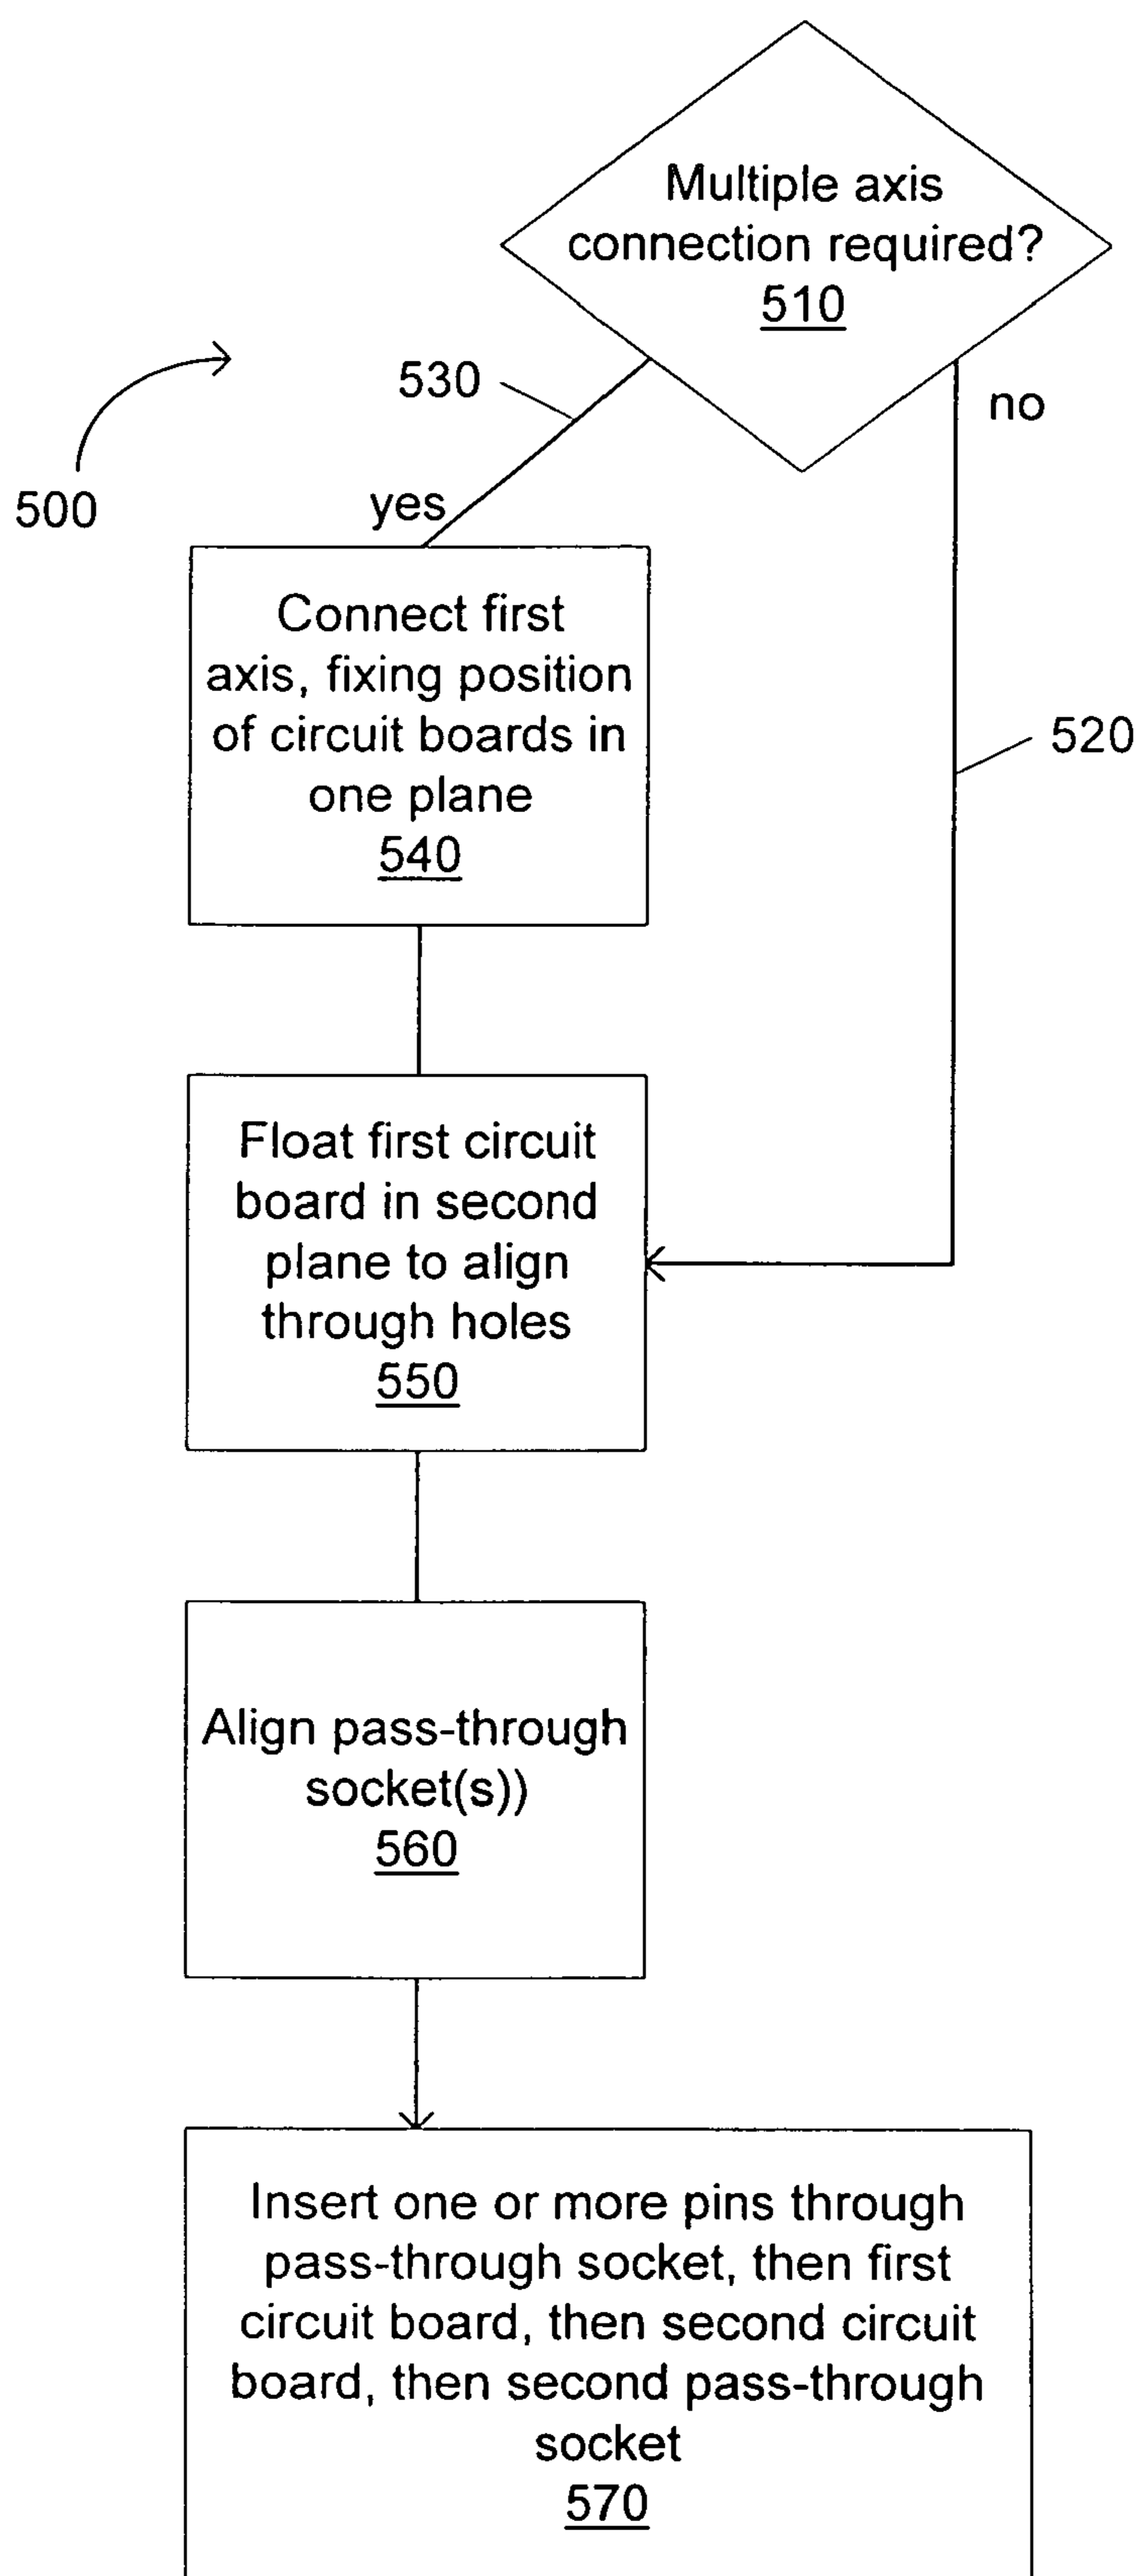 Multiple axis
connection required?
510
530
no
500
yes
Connect first
axis, fixing position
of circuit boards in
one plane
540
520
Float first circuit
board in second
plane to align
through holes
550
Align pass-through
socket(s))
560
Insert one or more pins through
pass-through socket, then first
circuit board, then second circuit
board, then second pass-through
socket
570